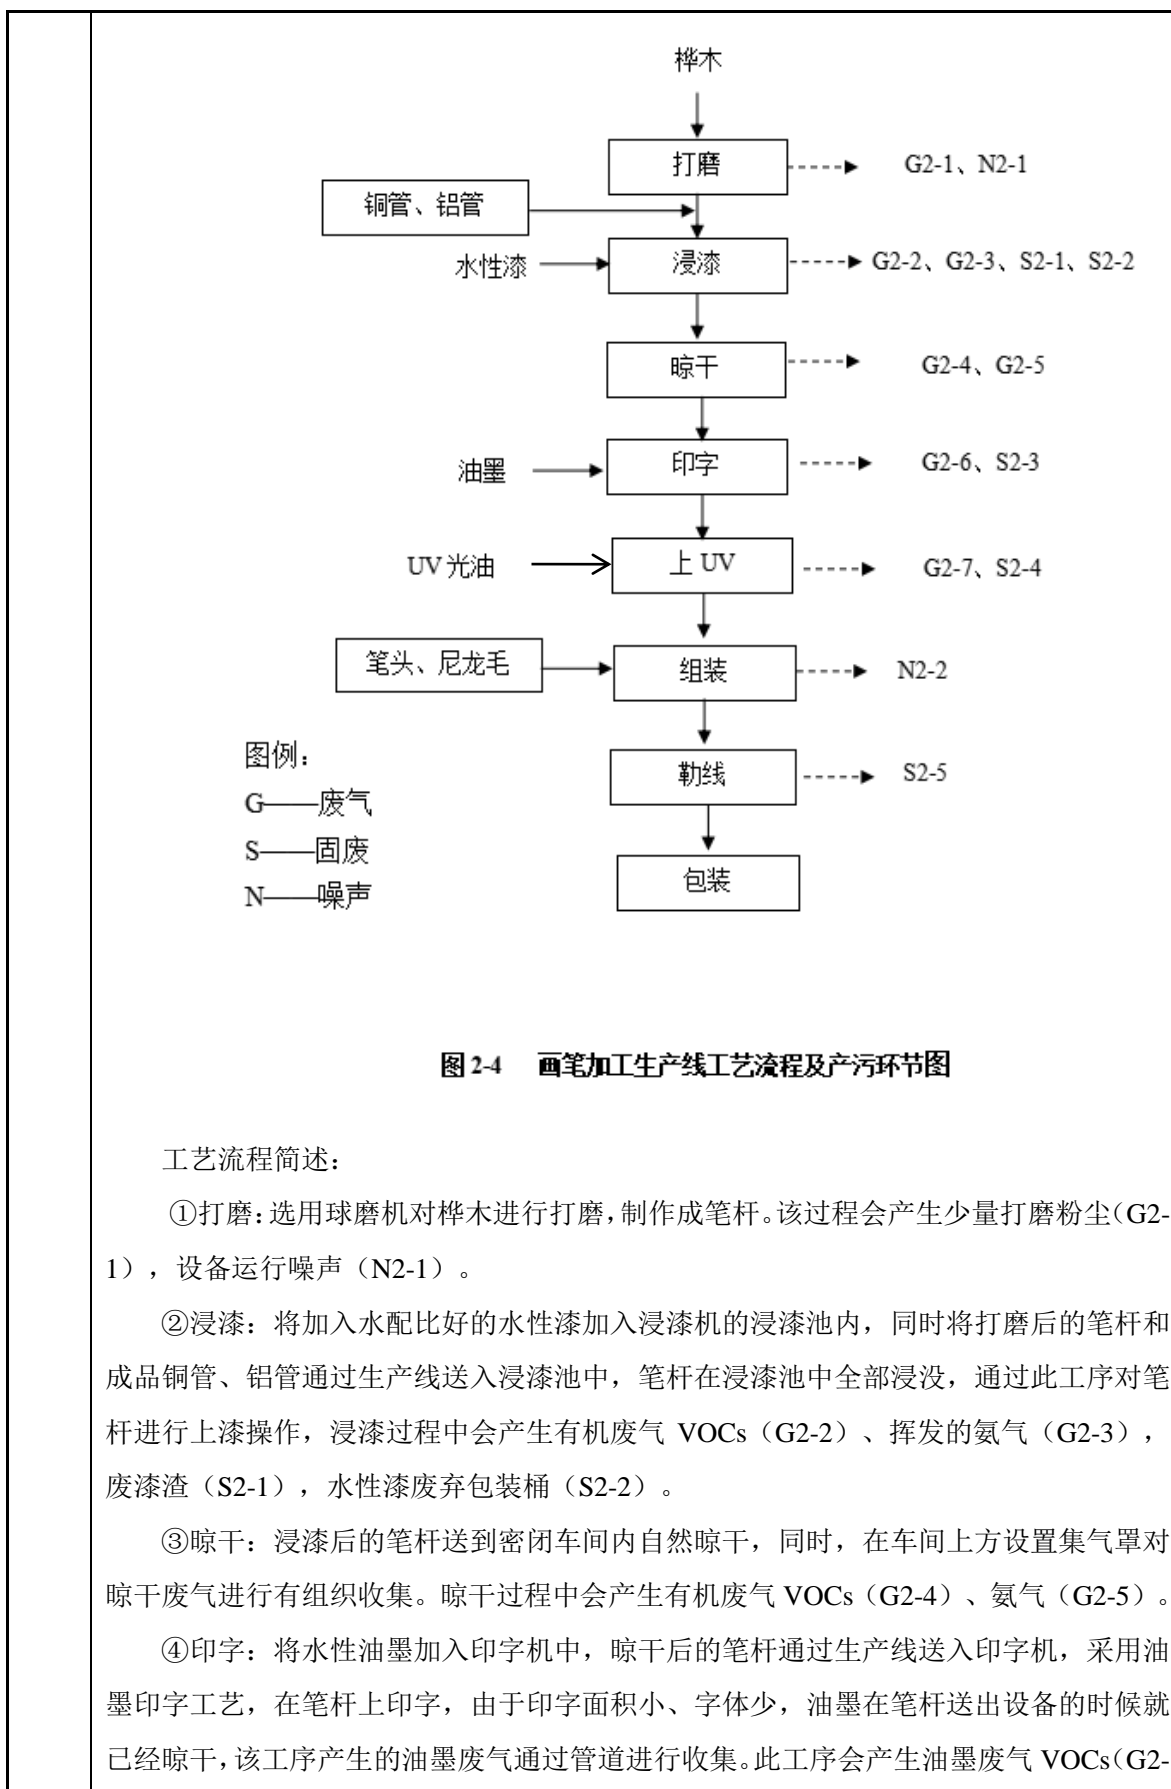 桦木
打磨
G2-1、N2-1
铜管、铝管
水性漆
浸漆
G2-2、G2-3、S2-1、S2-2
晾干
G2-4、G2-5
油墨
印字
G2-6、S2-3
UV 光油
上 UV
G2-7、S2-4
笔头、尼龙毛
组装
N2-2
勒线
S2-5
包装
图例：
G——废气
S——固废
N——噪声
图 2-4 画笔加工生产线工艺流程及产污环节图
工艺流程简述：
①打磨：选用球磨机对桦木进行打磨，制作成笔杆。该过程会产生少量打磨粉尘（G2-
1），设备运行噪声（N2-1）。
②浸漆：将加入水配比好的水性漆加入浸漆机的浸漆池内，同时将打磨后的笔杆和
成品铜管、铝管通过生产线送入浸漆池中，笔杆在浸漆池中全部浸没，通过此工序对笔
杆进行上漆操作，浸漆过程中会产生有机废气 VOCs（G2-2）、挥发的氨气（G2-3），
废漆渣（S2-1），水性漆废弃包装桶（S2-2）。
③晾干：浸漆后的笔杆送到密闭车间内自然晾干，同时，在车间上方设置集气罩对
晾干废气进行有组织收集。晾干过程中会产生有机废气 VOCs（G2-4）、氨气（G2-5）。
④印字：将水性油墨加入印字机中，晾干后的笔杆通过生产线送入印字机，采用油
墨印字工艺，在笔杆上印字，由于印字面积小、字体少，油墨在笔杆送出设备的时候就
已经晾干，该工序产生的油墨废气通过管道进行收集。此工序会产生油墨废气 VOCs（G2-